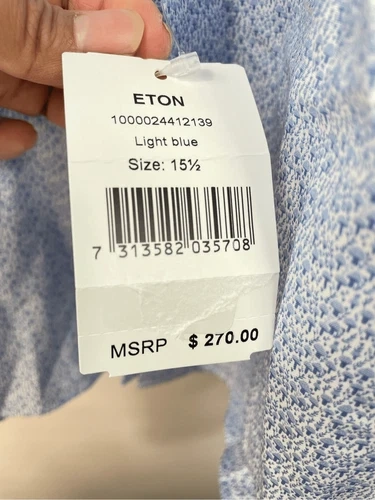 ETON
1000024412139
Light blue
Size: 15½
7 313582 035708
MSRP $ 270.00